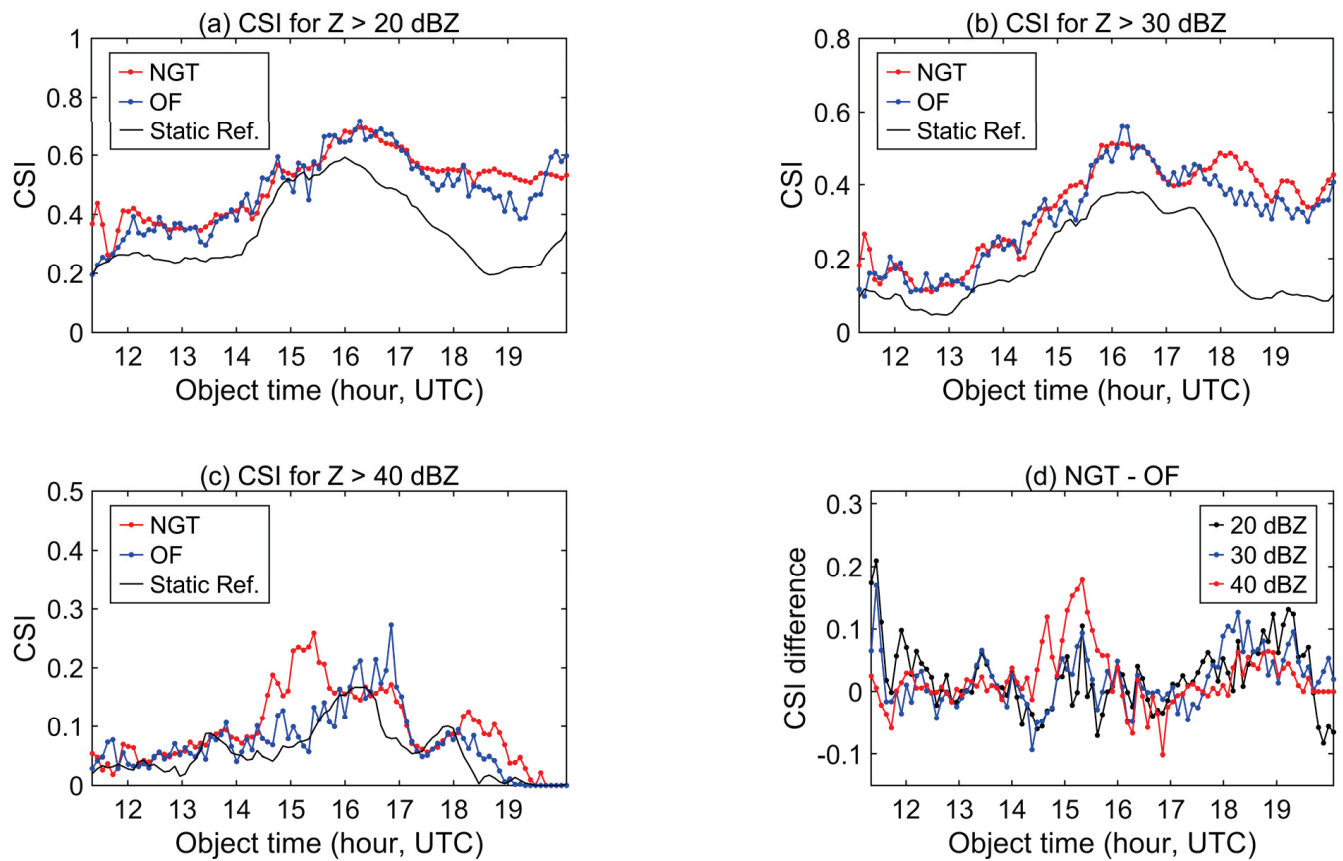 (a) CSI for Z > 20 dBZ
1
0.8
0.6
0.4
0.2
0
CSI
NGT
OF
Static Ref.
12 13 14 15 16 17 18 19
Object time (hour, UTC)
(b) CSI for Z > 30 dBZ
0.8
0.6
0.4
0.2
0
CSI
NGT
OF
Static Ref.
12 13 14 15 16 17 18 19
Object time (hour, UTC)
(c) CSI for Z > 40 dBZ
0.5
0.4
0.3
0.2
0.1
0
CSI
NGT
OF
Static Ref.
12 13 14 15 16 17 18 19
Object time (hour, UTC)
(d) NGT - OF
0.3
0.2
0.1
0
-0.1
CSI difference
20 dBZ
30 dBZ
40 dBZ
12 13 14 15 16 17 18 19
Object time (hour, UTC)